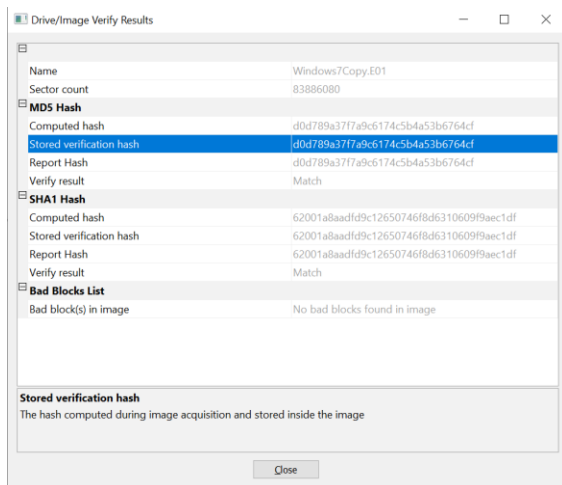 Drive/Image Verify Results
Name Windows7Copy.E01
Sector count 83886080
MD5 Hash
Computed hash d0d789a37f7a9c6174c5b4a53b6764cf
Stored verification hash d0d789a37f7a9c6174c5b4a53b6764cf
Report Hash d0d789a37f7a9c6174c5b4a53b6764cf
Verify result Match
SHA1 Hash
Computed hash 62001a8aadfd9c12650746f8d6310609f9aec1df
Stored verification hash 62001a8aadfd9c12650746f8d6310609f9aec1df
Report Hash 62001a8aadfd9c12650746f8d6310609f9aec1df
Verify result Match
Bad Blocks List
Bad block(s) in image No bad blocks found in image
Stored verification hash
The hash computed during image acquisition and stored inside the image
Close